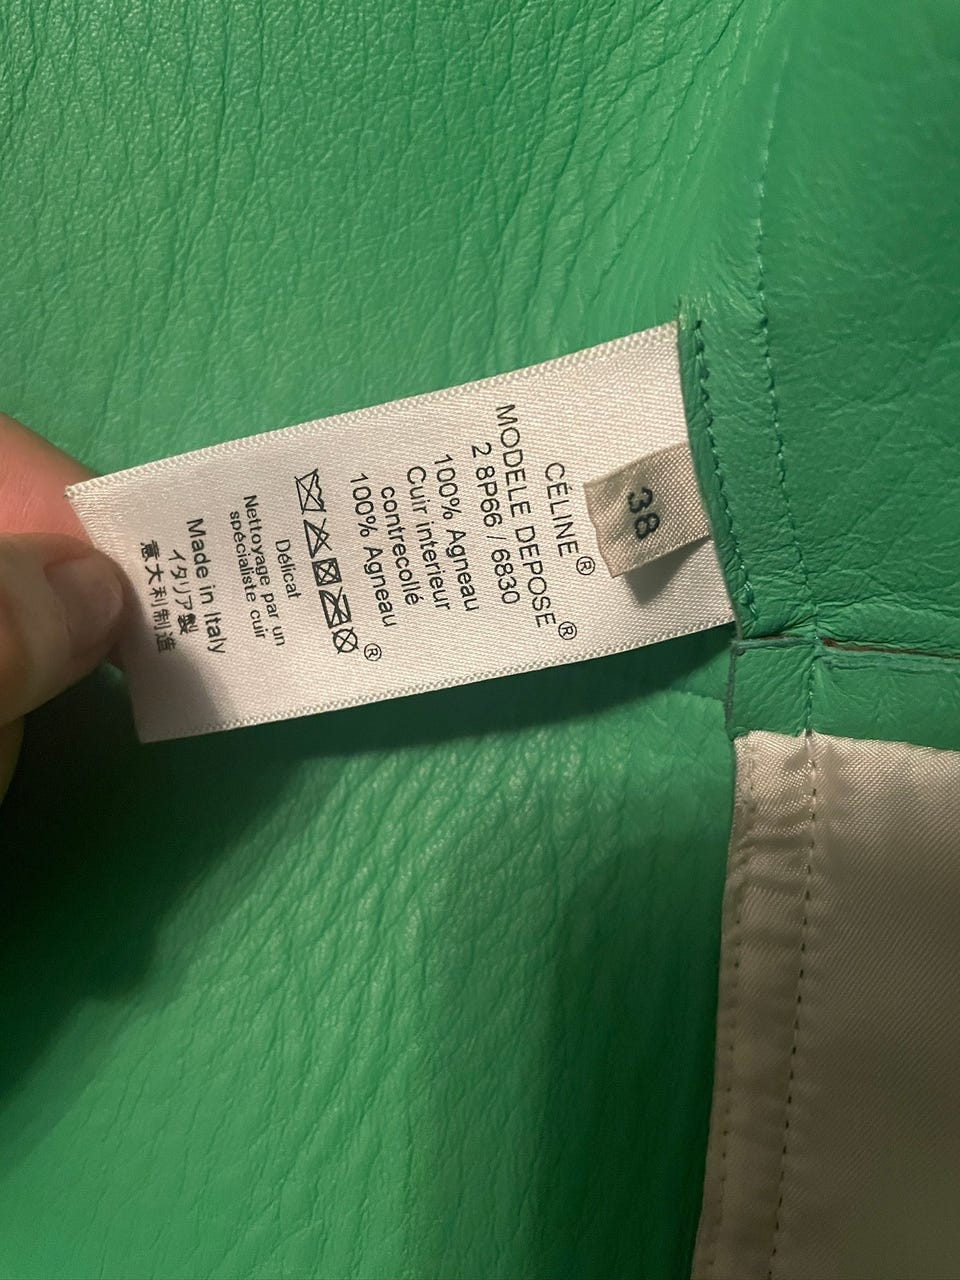 38
CÉLINE®
MODELE DEPOSE®
2 8P66 / 6830
100% Agneau
Cuir interieur
contrecollé
100% Agneau
®
Délicat
Nettoyage par un
spécialiste cuir
Made in Italy
イタリア製
意大利制造